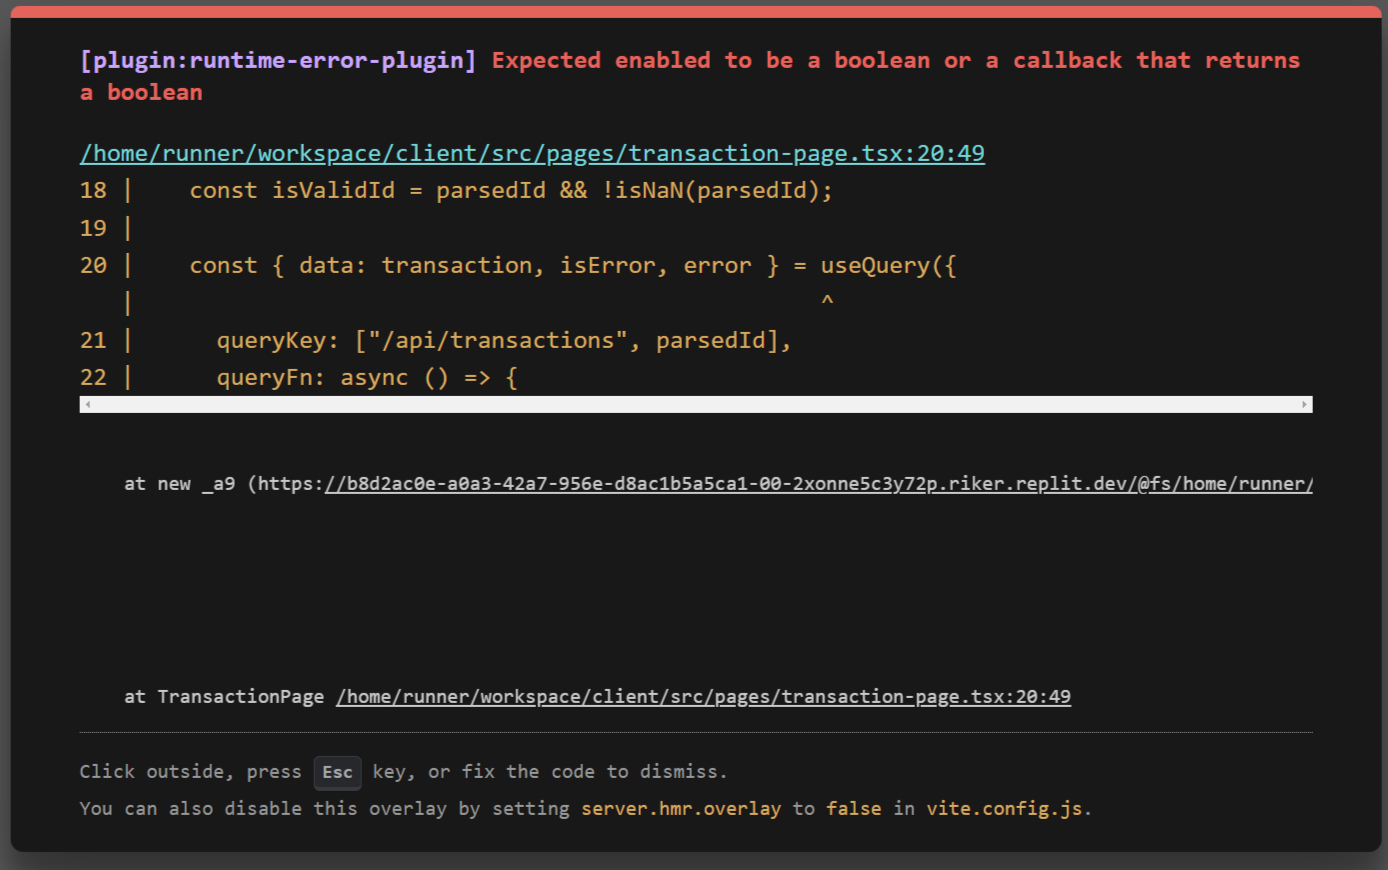 [plugin:runtime-error-plugin] Expected enabled to be a boolean or a callback that returns
a boolean
/home/runner/workspace/client/src/pages/transaction-page.tsx:20:49
18 |    const isValidId = parsedId && !isNaN(parsedId);
19 |
20 |    const { data: transaction, isError, error } = useQuery({
   |                                                  ^
21 |      queryKey: ["/api/transactions", parsedId],
22 |      queryFn: async () => {
at new _a9 (https://b8d2ac0e-a0a3-42a7-956e-d8ac1b5a5ca1-00-2xonne5c3y72p.riker.replit.dev/@fs/home/runner/
at TransactionPage /home/runner/workspace/client/src/pages/transaction-page.tsx:20:49
Click outside, press Esc key, or fix the code to dismiss.
You can also disable this overlay by setting server.hmr.overlay to false in vite.config.js.